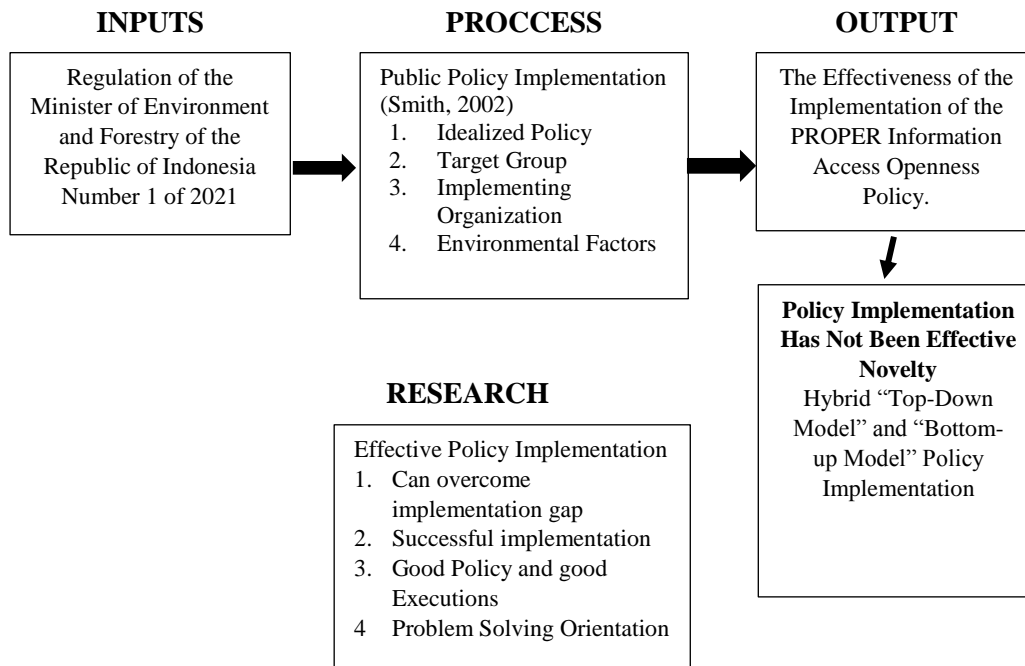 INPUTS
Regulation of the
Minister of Environment
and Forestry of the
Republic of Indonesia
Number 1 of 2021
PROCCESS
Public Policy Implementation
(Smith, 2002)
1. Idealized Policy
2. Target Group
3. Implementing
Organization
4. Environmental Factors
OUTPUT
The Effectiveness of the
Implementation of the
PROPER Information
Access Openness
Policy.
Policy Implementation
Has Not Been Effective
Novelty
Hybrid “Top-Down
Model” and “Bottom-
up Model” Policy
Implementation
RESEARCH
Effective Policy Implementation
1. Can overcome
implementation gap
2. Successful implementation
3. Good Policy and good
Executions
4 Problem Solving Orientation